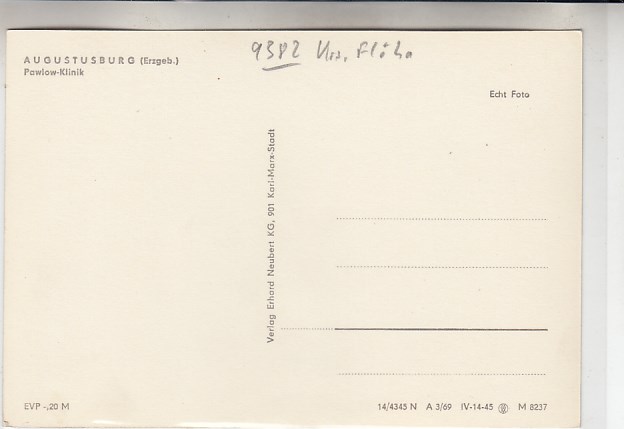 9382 Krs. Flöha
AUGUSTUSBURG (Erzgeb.)
Pawlow-Klinik
Echt Foto
Verlag Erhard Neubert KG, 901 Karl-Marx-Stadt
EVP -,20 M
14/4345 N A 3/69 IV-14-45 M 8237